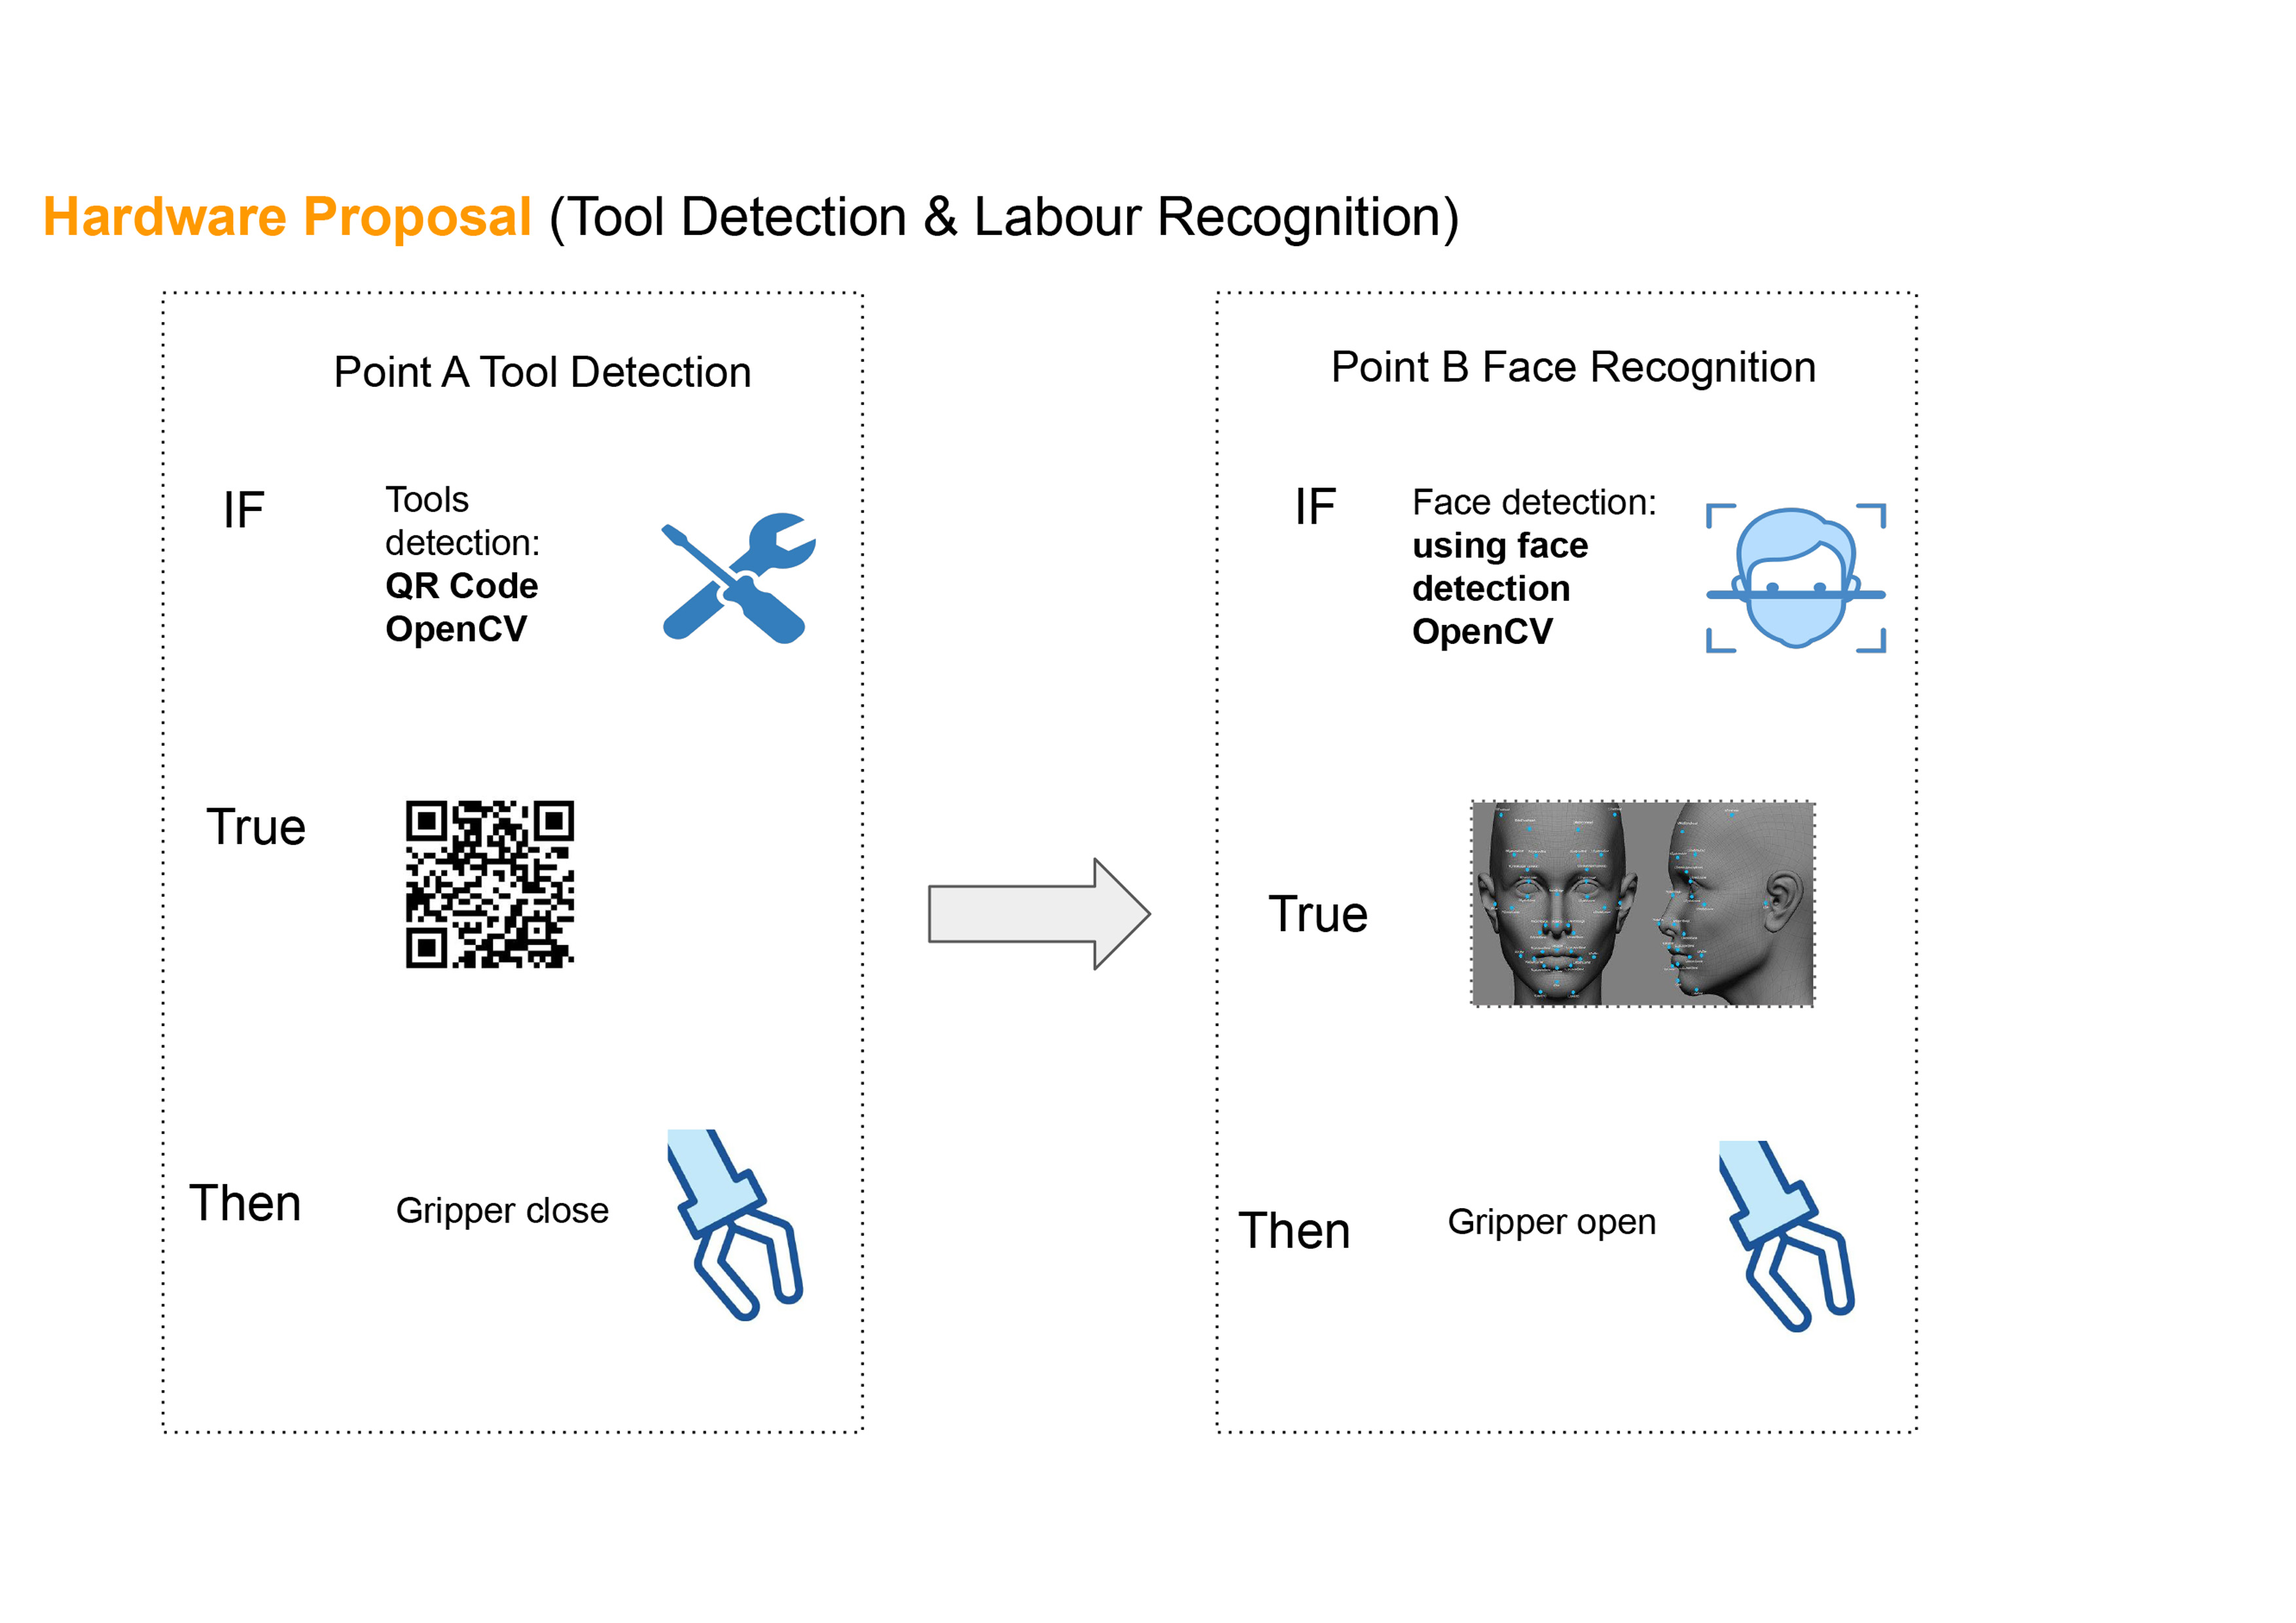 Hardware Proposal (Tool Detection & Labour Recognition)
Point A Tool Detection
IF
Tools
detection:
QR Code
OpenCV
True
Then
Gripper close
Point B Face Recognition
IF
Face detection:
using face
detection
OpenCV
True
Then
Gripper open